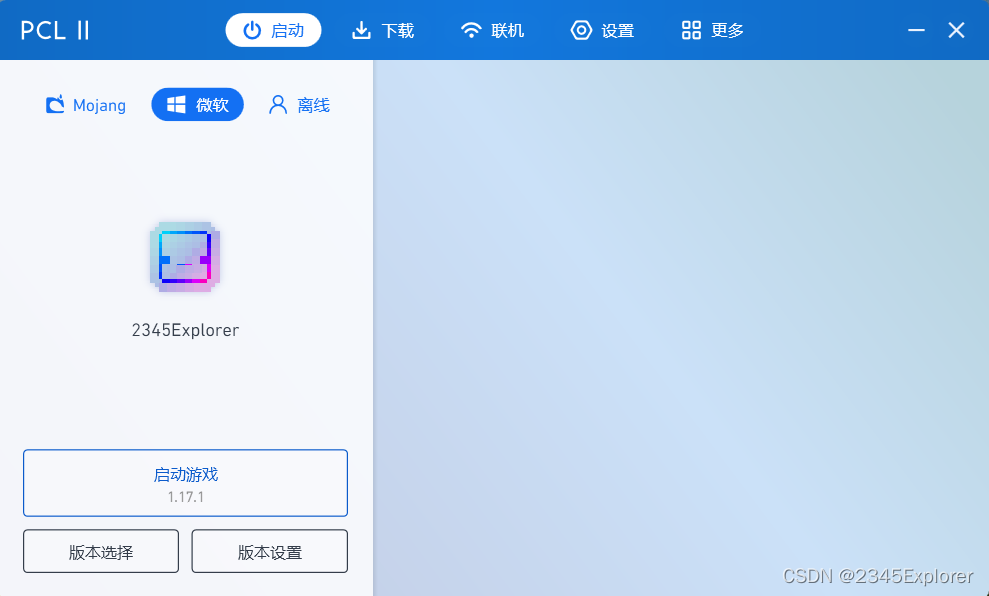 PCL II 启动 下载 联机 设置 更多
Mojang 微软 离线
2345Explorer
启动游戏
1.17.1
版本选择 版本设置
CSDN @2345Explorer